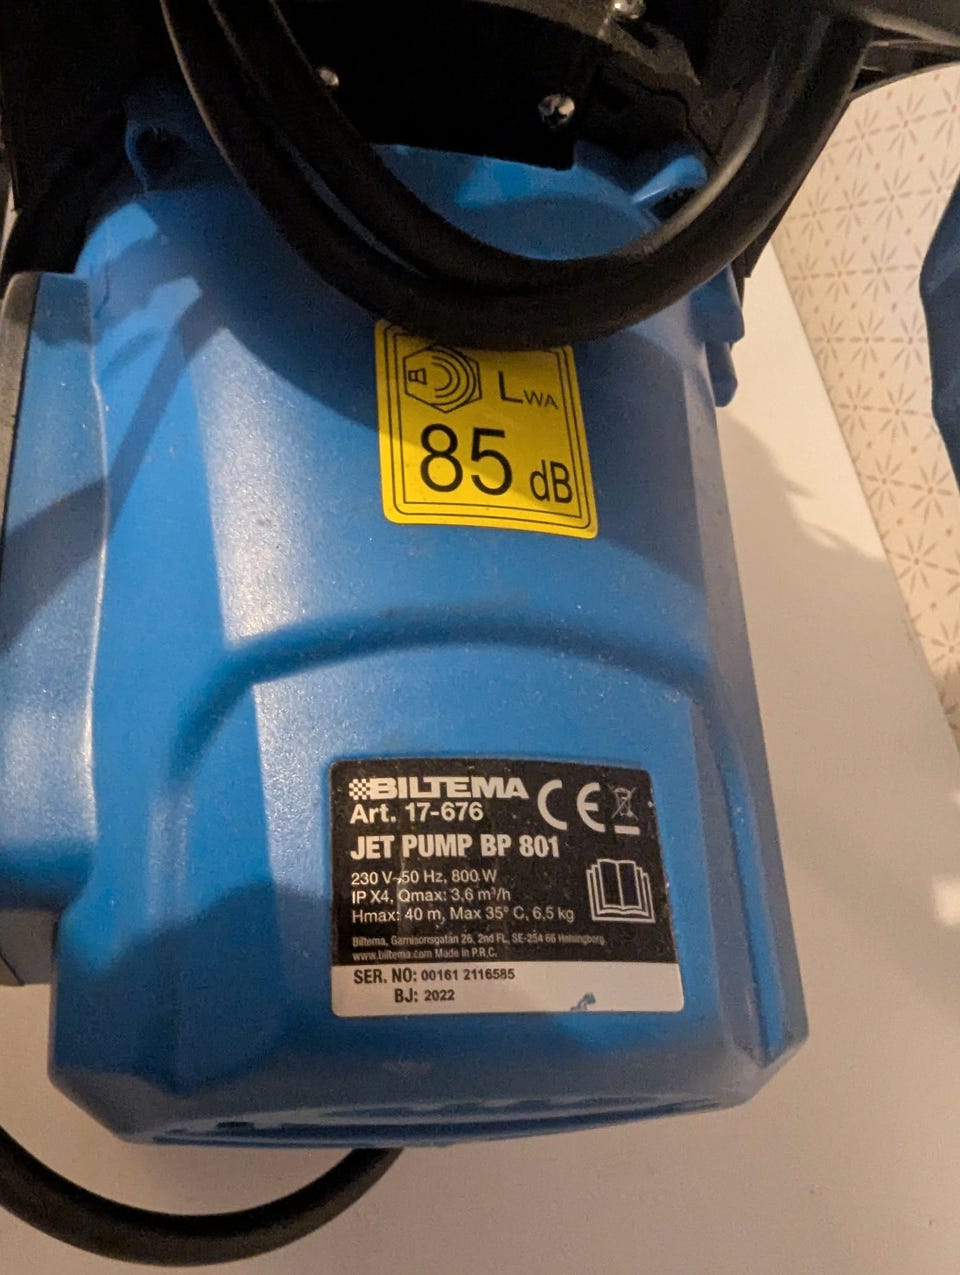 LWA
85 dB
BILTEMA CE
Art. 17-676
JET PUMP BP 801
230 V~50 Hz, 800 W
IP X4, Qmax: 3,6 m³/h
Hmax: 40 m, Max 35° C, 6,5 kg
Biltema, Garnisonsgatan 26, 2nd FL, SE-254 66 Helsingborg
www.biltema.com Made in P.R.C.
SER. NO: 00161 2116585
BJ: 2022